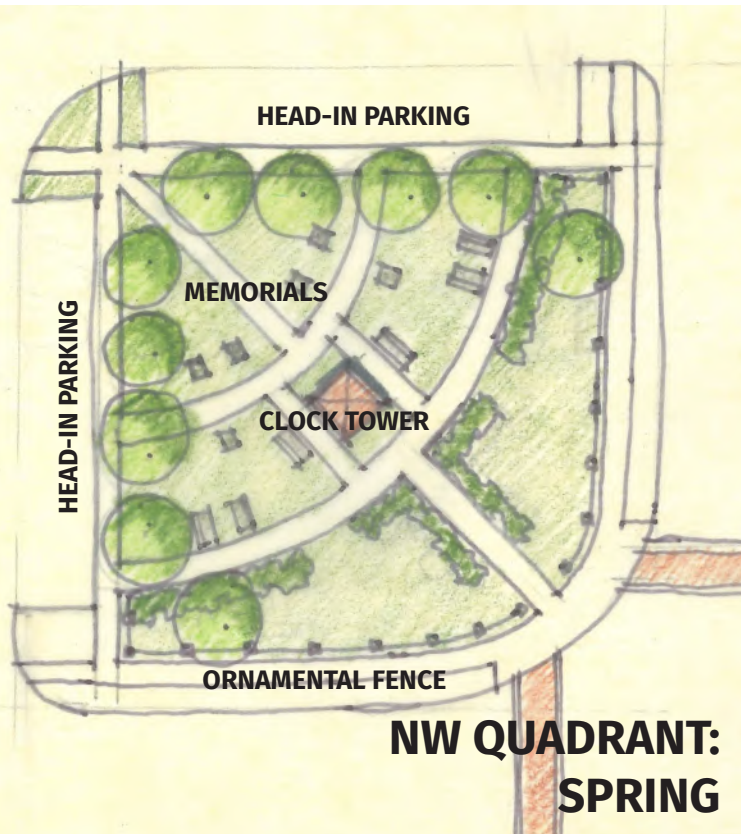 HEAD-IN PARKING
MEMORIALS
HEAD-IN PARKING
CLOCK TOWER
ORNAMENTAL FENCE
NW QUADRANT:
SPRING